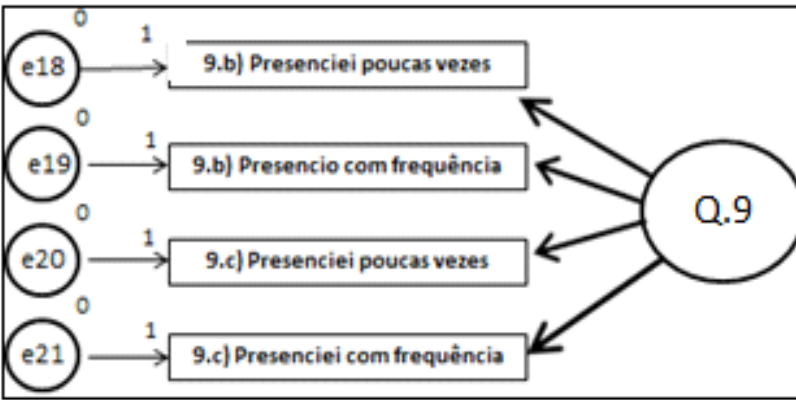 0
1
e18
9.b) Presenciei poucas vezes
0
1
e19
9.b) Presencio com frequência
Q.9
0
1
e20
9.c) Presenciei poucas vezes
0
1
e21
9.c) Presenciei com frequência